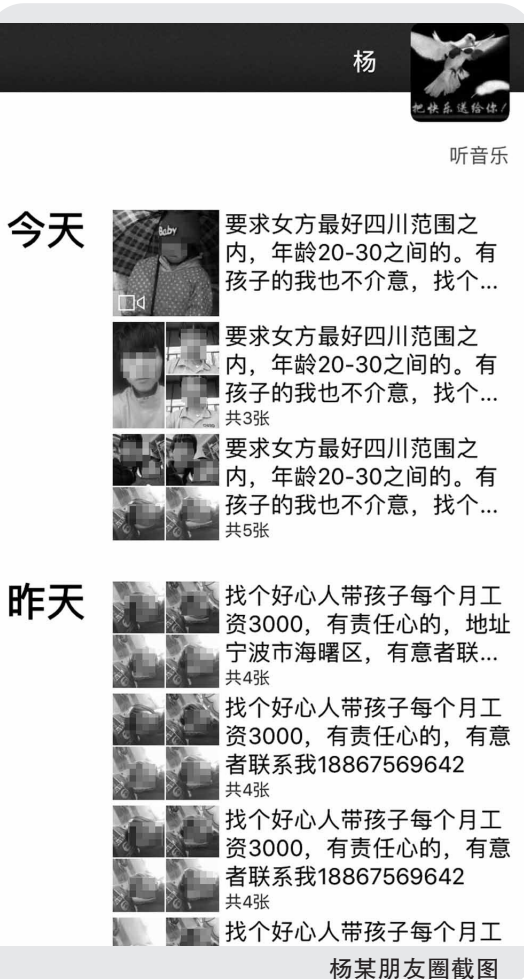 杨
把快乐送给你!
听音乐
今天
Baby
要求女方最好四川范围之
内，年龄20-30之间的。有
孩子的我也不介意，找个...
要求女方最好四川范围之
内，年龄20-30之间的。有
孩子的我也不介意，找个...
共3张
要求女方最好四川范围之
内，年龄20-30之间的。有
孩子的我也不介意，找个...
共5张
昨天
找个好心人带孩子每个月工
资3000，有责任心的，地址
宁波市海曙区，有意者联...
共4张
找个好心人带孩子每个月工
资3000，有责任心的，有意
者联系我18867569642
共4张
找个好心人带孩子每个月工
资3000，有责任心的，有意
者联系我18867569642
共4张
找个好心人带孩子每个月工
杨某朋友圈截图